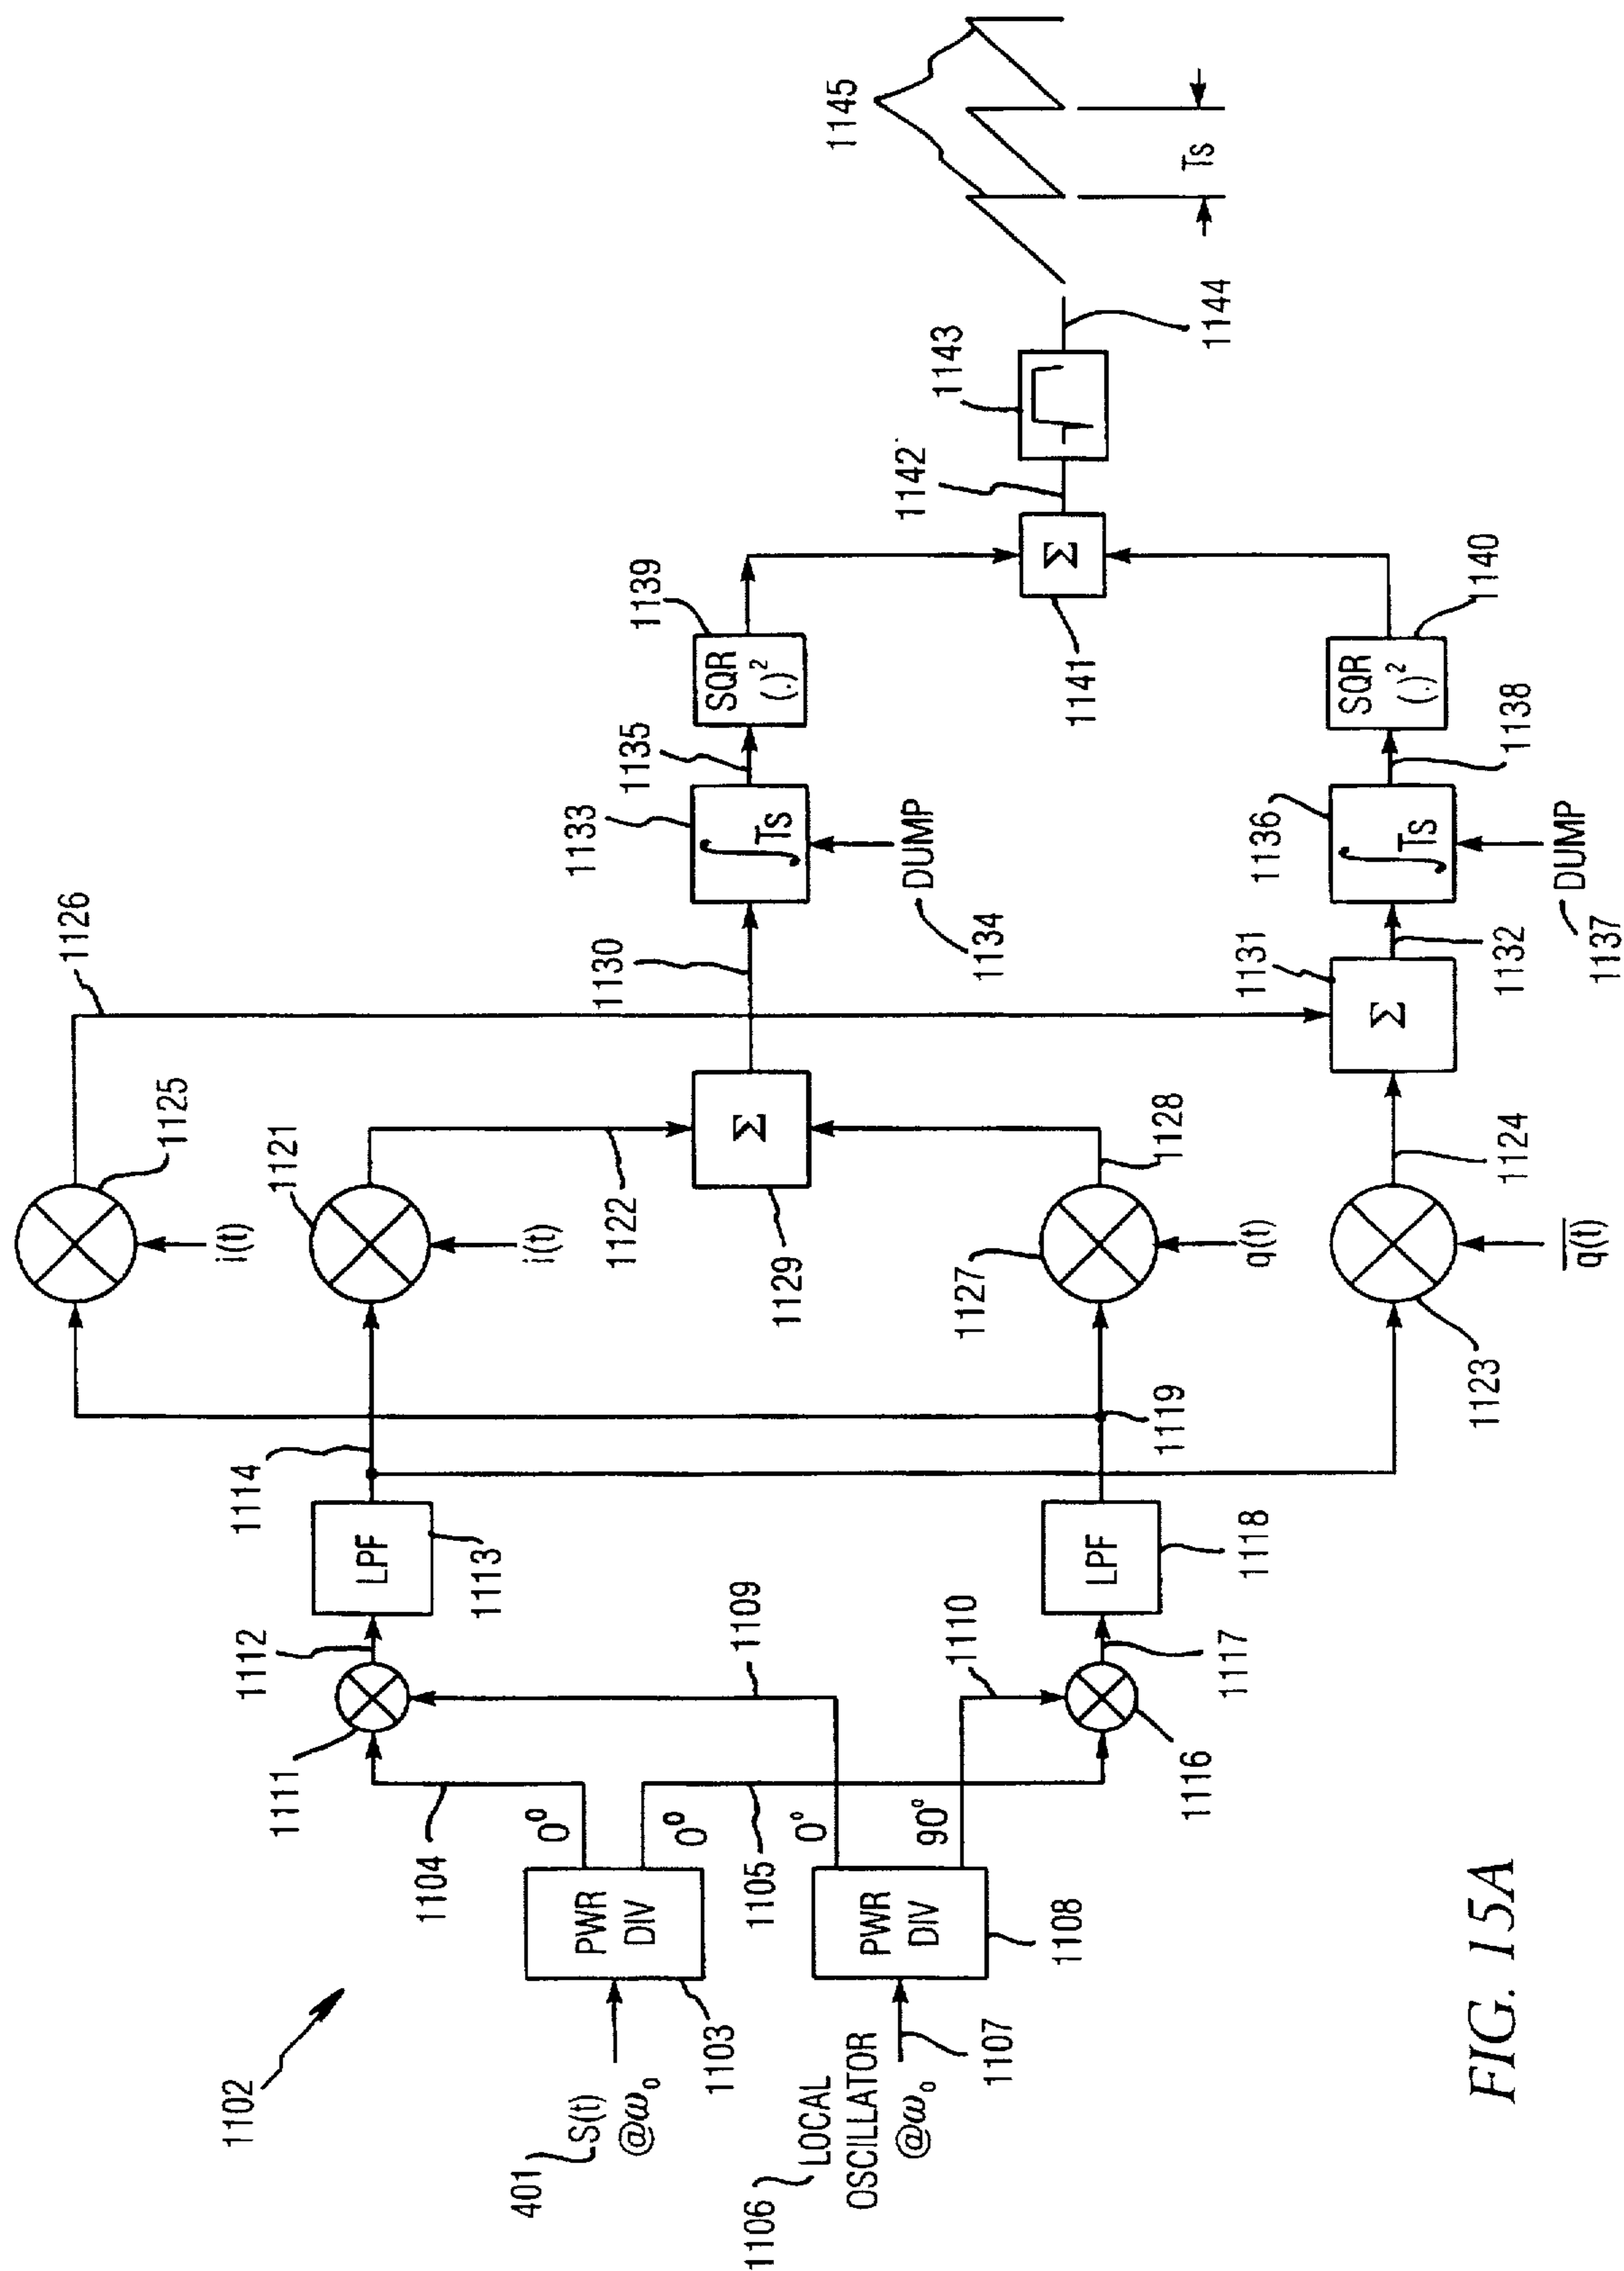 1102
401
S(t)
@ω₀
1103
PWR
DIV
0°
0°
1104
1105
1106
LOCAL
OSCILLATOR
@ω₀
1107
PWR
DIV
1108
0°
90°
1109
1110
1111
1112
LPF
1113
1114
1116
1117
LPF
1118
1119
1125
i(t)
1126
1121
i(t)
1122
Σ
1129
1127
q(t)
1128
1123
q̅(̅t̅)̅
1124
1130
1131
Σ
1132
1133
∫Ts
DUMP
1134
1135
1136
∫Ts
DUMP
1137
1138
1139
SQR
(.)²
SQR
(.)²
1140
Σ
1141
1142
1143
1144
1145
Ts
FIG. 15A